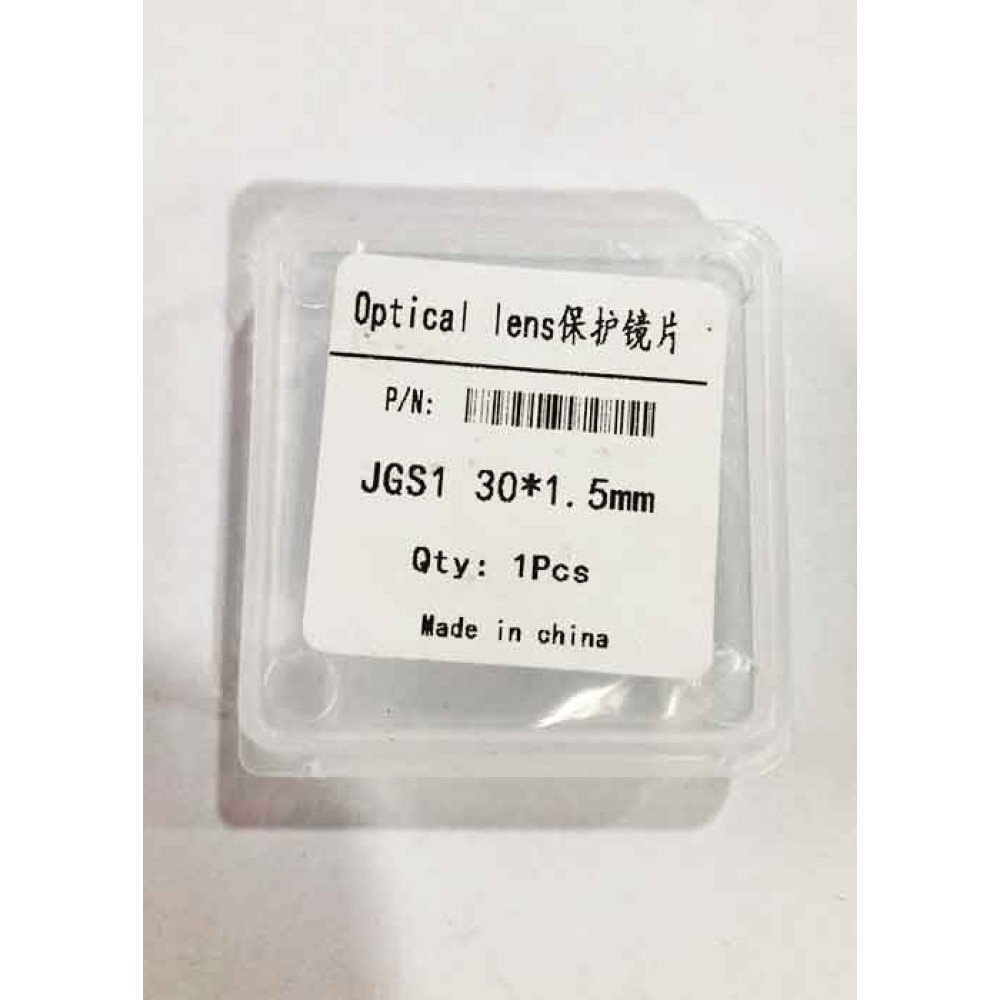 Optical lens保护镜片
P/N:
JGS1 30*1.5mm
Qty: 1Pcs
Made in china